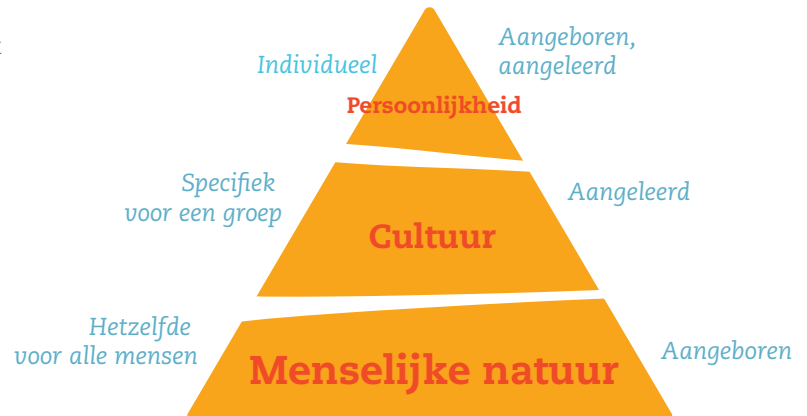 Individueel
Aangeboren,
aangeleerd
Persoonlijkheid
Specifiek
voor een groep
Aangeleerd
Cultuur
Hetzelfde
voor alle mensen
Aangeboren
Menselijke natuur